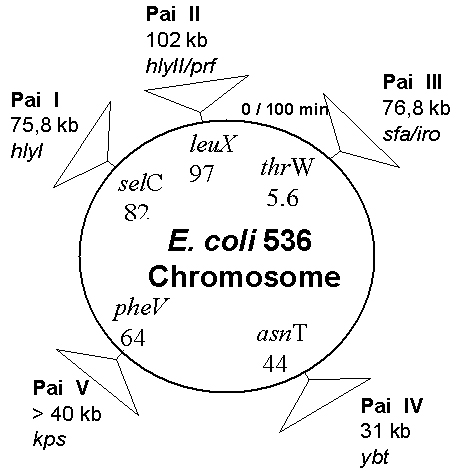 Pai II
102 kb
hlyII/prf
Pai I
75,8 kb
hlyI
0 / 100 min
Pai III
76,8 kb
sfa/iro
leuX
97
thrW
5.6
selC
82
E. coli 536
Chromosome
pheV
64
asnT
44
Pai V
> 40 kb
kps
Pai IV
31 kb
ybt